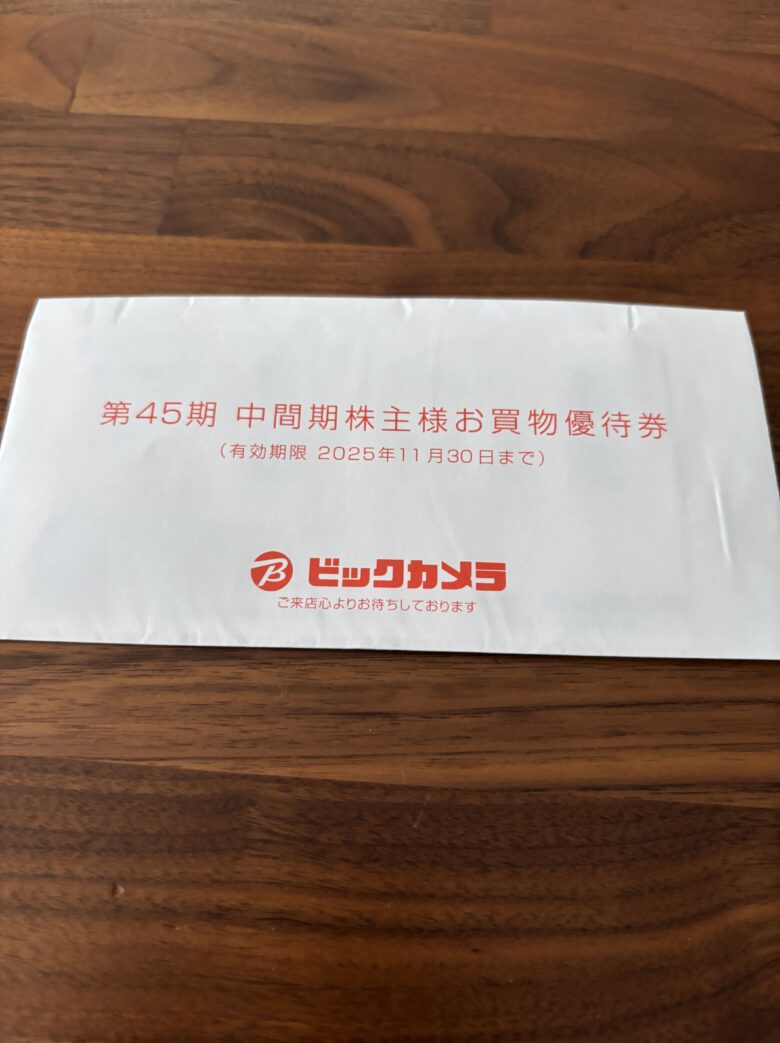 第45期 中間期株主様お買物優待券
（有効期限 2025年11月30日まで）
B ビックカメラ
ご来店心よりお待ちしております